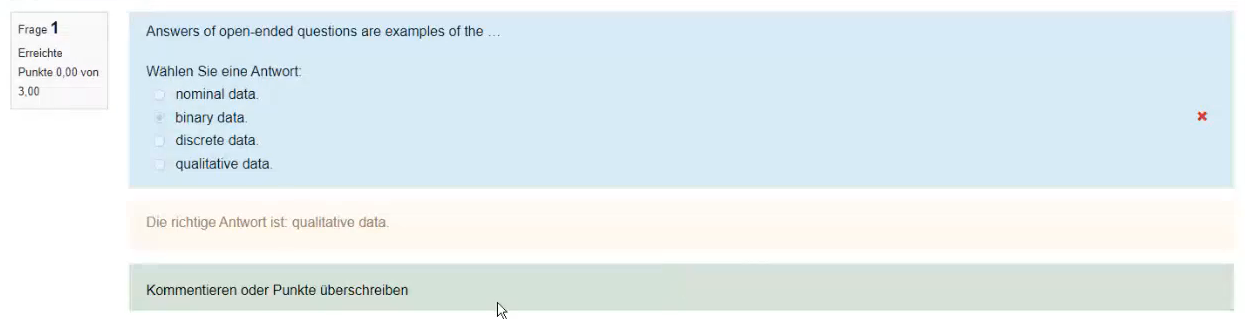 Frage 1
Erreichte
Punkte 0,00 von
3,00
Answers of open-ended questions are examples of the ...
Wählen Sie eine Antwort:
nominal data.
binary data.
discrete data.
qualitative data.
Die richtige Antwort ist: qualitative data.
Kommentieren oder Punkte überschreiben